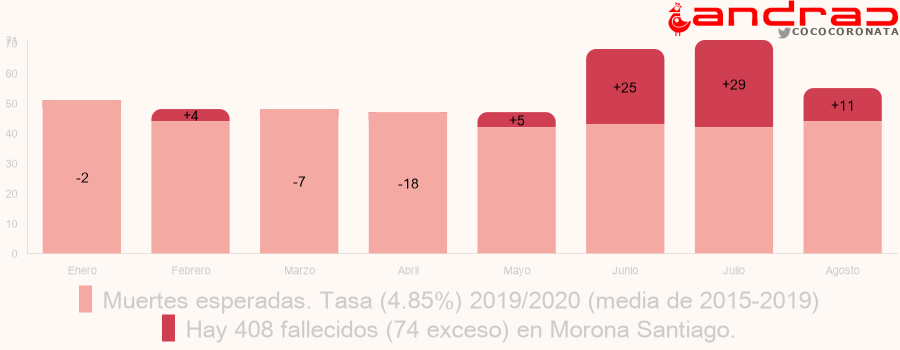 andrac
COCOCORONATA
71
70
60
50
40
30
20
10
0
-2
+4
-7
-18
+5
+25
+29
+11
Enero
Febrero
Marzo
Abril
Mayo
Junio
Julio
Agosto
Muertes esperadas. Tasa (4.85%) 2019/2020 (media de 2015-2019)
Hay 408 fallecidos (74 exceso) en Morona Santiago.